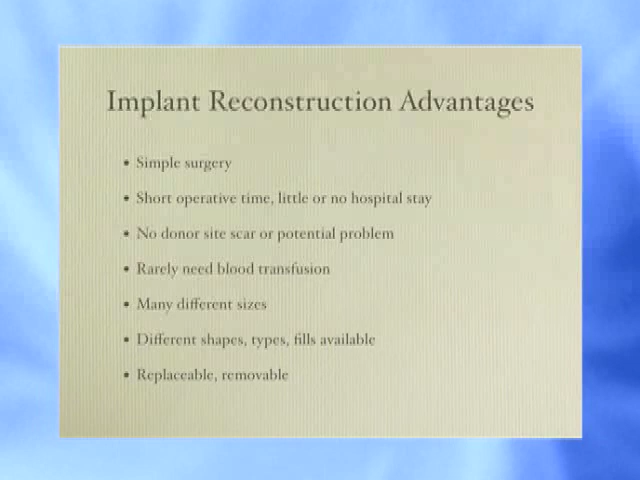 Implant Reconstruction Advantages
• Simple surgery
• Short operative time, little or no hospital stay
• No donor site scar or potential problem
• Rarely need blood transfusion
• Many different sizes
• Different shapes, types, fills available
• Replaceable, removable